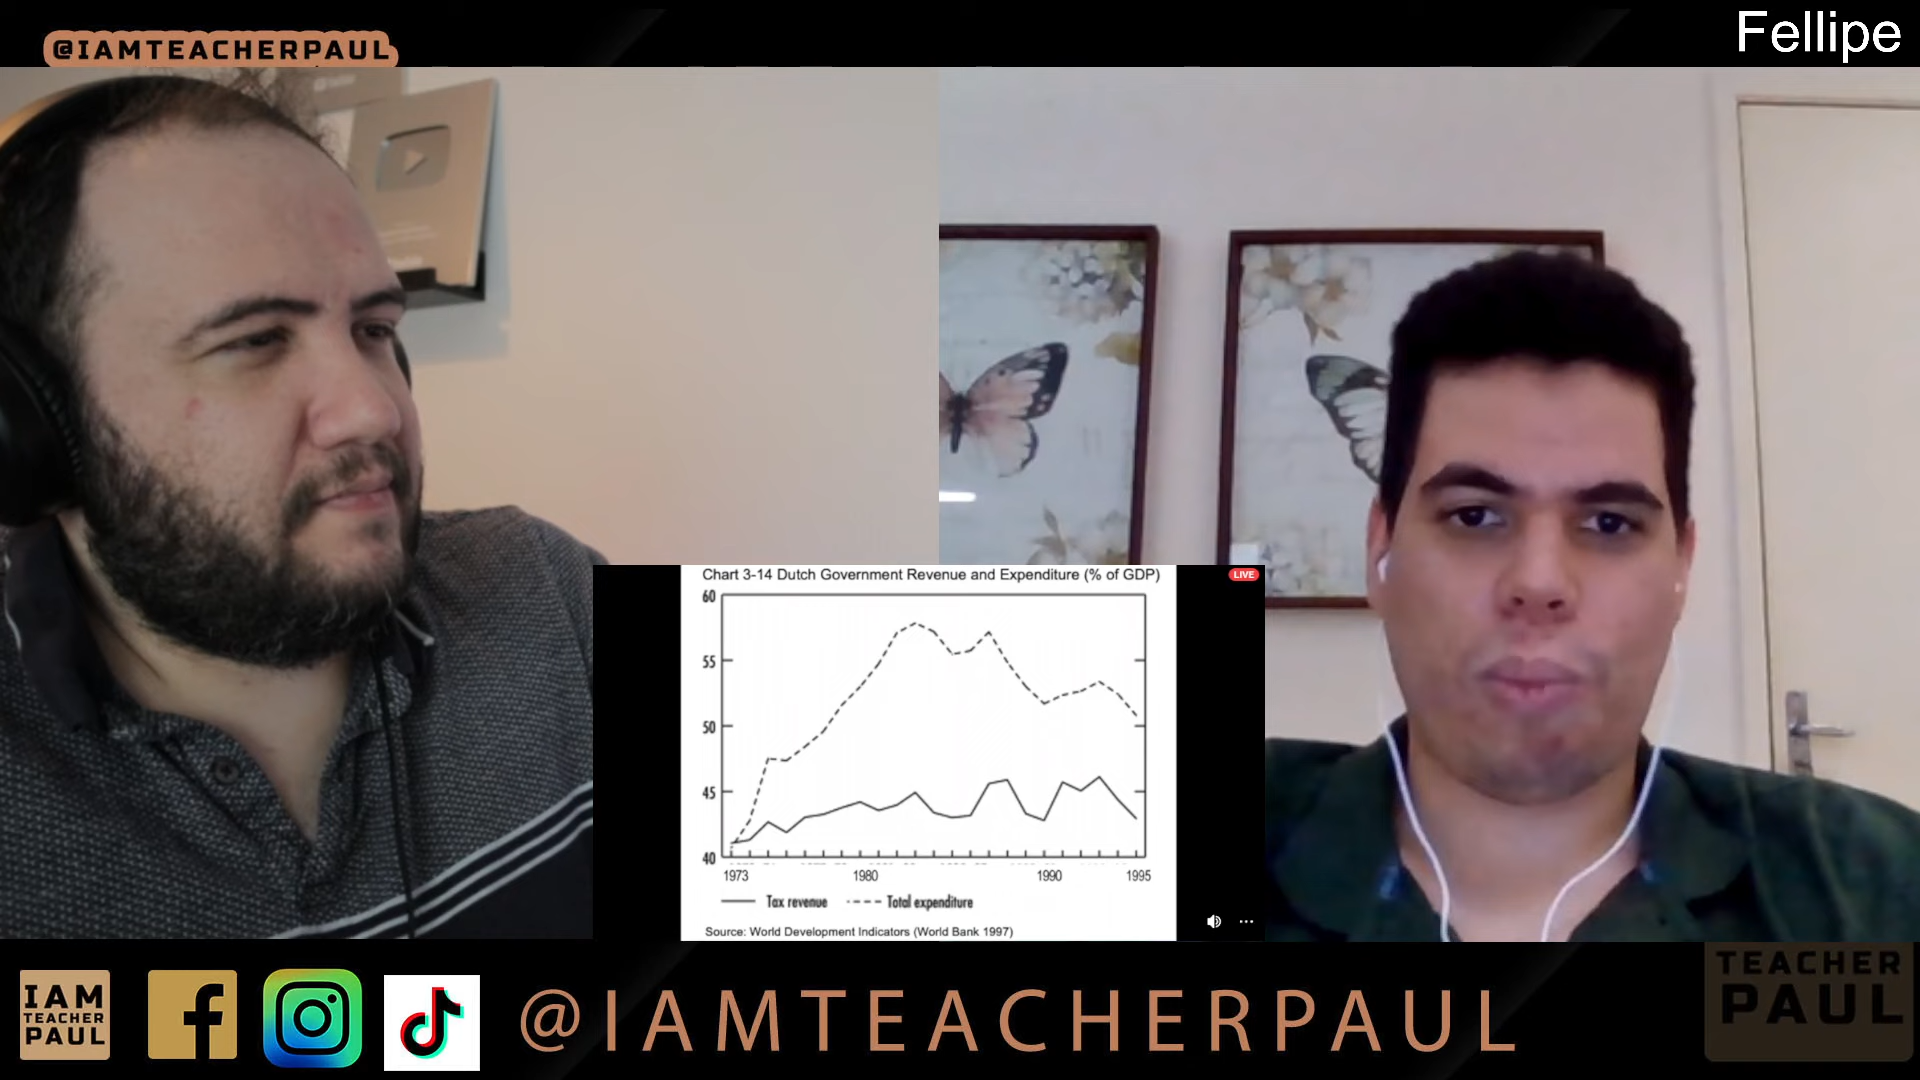 @IAMTEACHERPAUL
Fellipe
Chart 3-14 Dutch Government Revenue and Expenditure (% of GDP)
LIVE
60
55
50
45
40
1973
1980
1990
1995
Tax revenue
Total expenditure
Source: World Development Indicators (World Bank 1997)
IAM
TEACHER
PAUL
@IAMTEACHERPAUL
TEACHER
PAUL